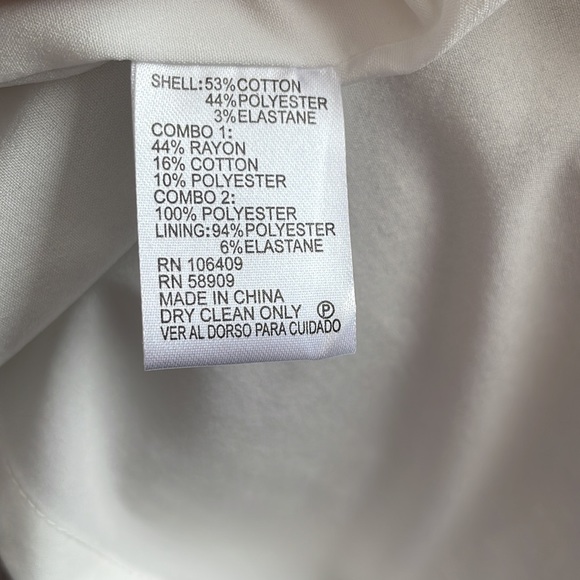 SHELL:53%COTTON
44%POLYESTER
3%ELASTANE
COMBO 1:
44% RAYON
16% COTTON
10% POLYESTER
COMBO 2:
100% POLYESTER
LINING:94%POLYESTER
6%ELASTANE
RN 106409
RN 58909
MADE IN CHINA
DRY CLEAN ONLY Ⓟ
VER AL DORSO PARA CUIDADO